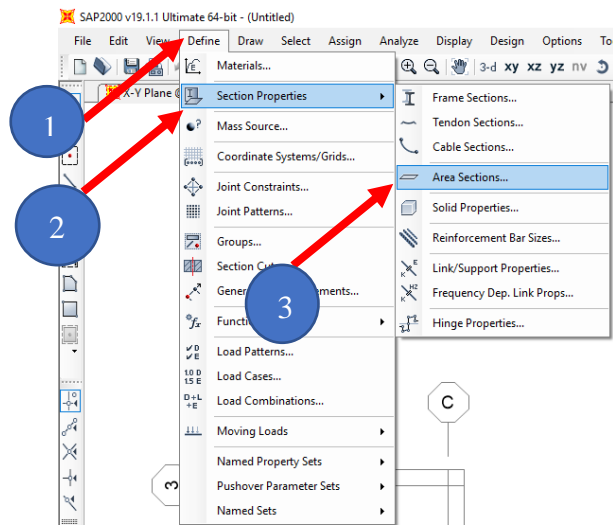 SAP2000 v19.1.1 Ultimate 64-bit - (Untitled)
File Edit View Define Draw Select Assign Analyze Display Design Options To
3-d xy xz yz nv
X-Y Plane @
Materials...
Section Properties
Mass Source...
Coordinate Systems/Grids...
Joint Constraints...
Joint Patterns...
Groups...
Section Cut
Gener ments...
Functi
Load Patterns...
Load Cases...
Load Combinations...
Moving Loads
Named Property Sets
Pushover Parameter Sets
Named Sets
Frame Sections...
Tendon Sections...
Cable Sections...
Area Sections...
Solid Properties...
Reinforcement Bar Sizes...
Link/Support Properties...
Frequency Dep. Link Props...
Hinge Properties...
1
2
3
C
3